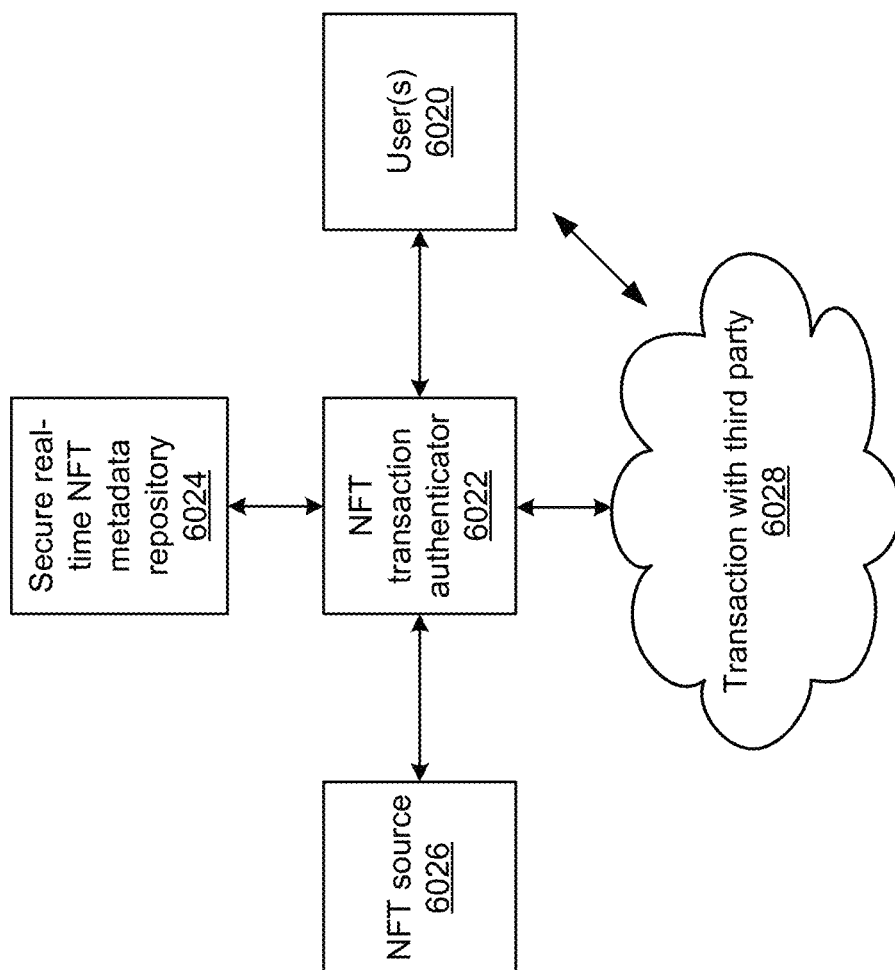 Secure real-
time NFT
metadata
repository
6024
NFT source
6026
NFT
transaction
authenticator
6022
User(s)
6020
Transaction with third party
6028